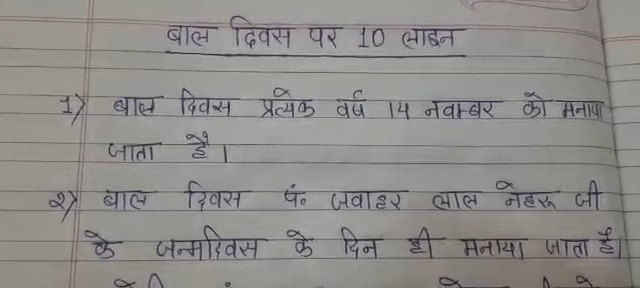 बाल दिवस पर 10 लाइन
1) बाल दिवस प्रत्येक वर्ष 14 नवम्बर को मनाया
जाता है।
2) बाल दिवस पं. जवाहर लाल नेहरू जी
के जन्मदिवस के दिन ही मनाया जाता है।